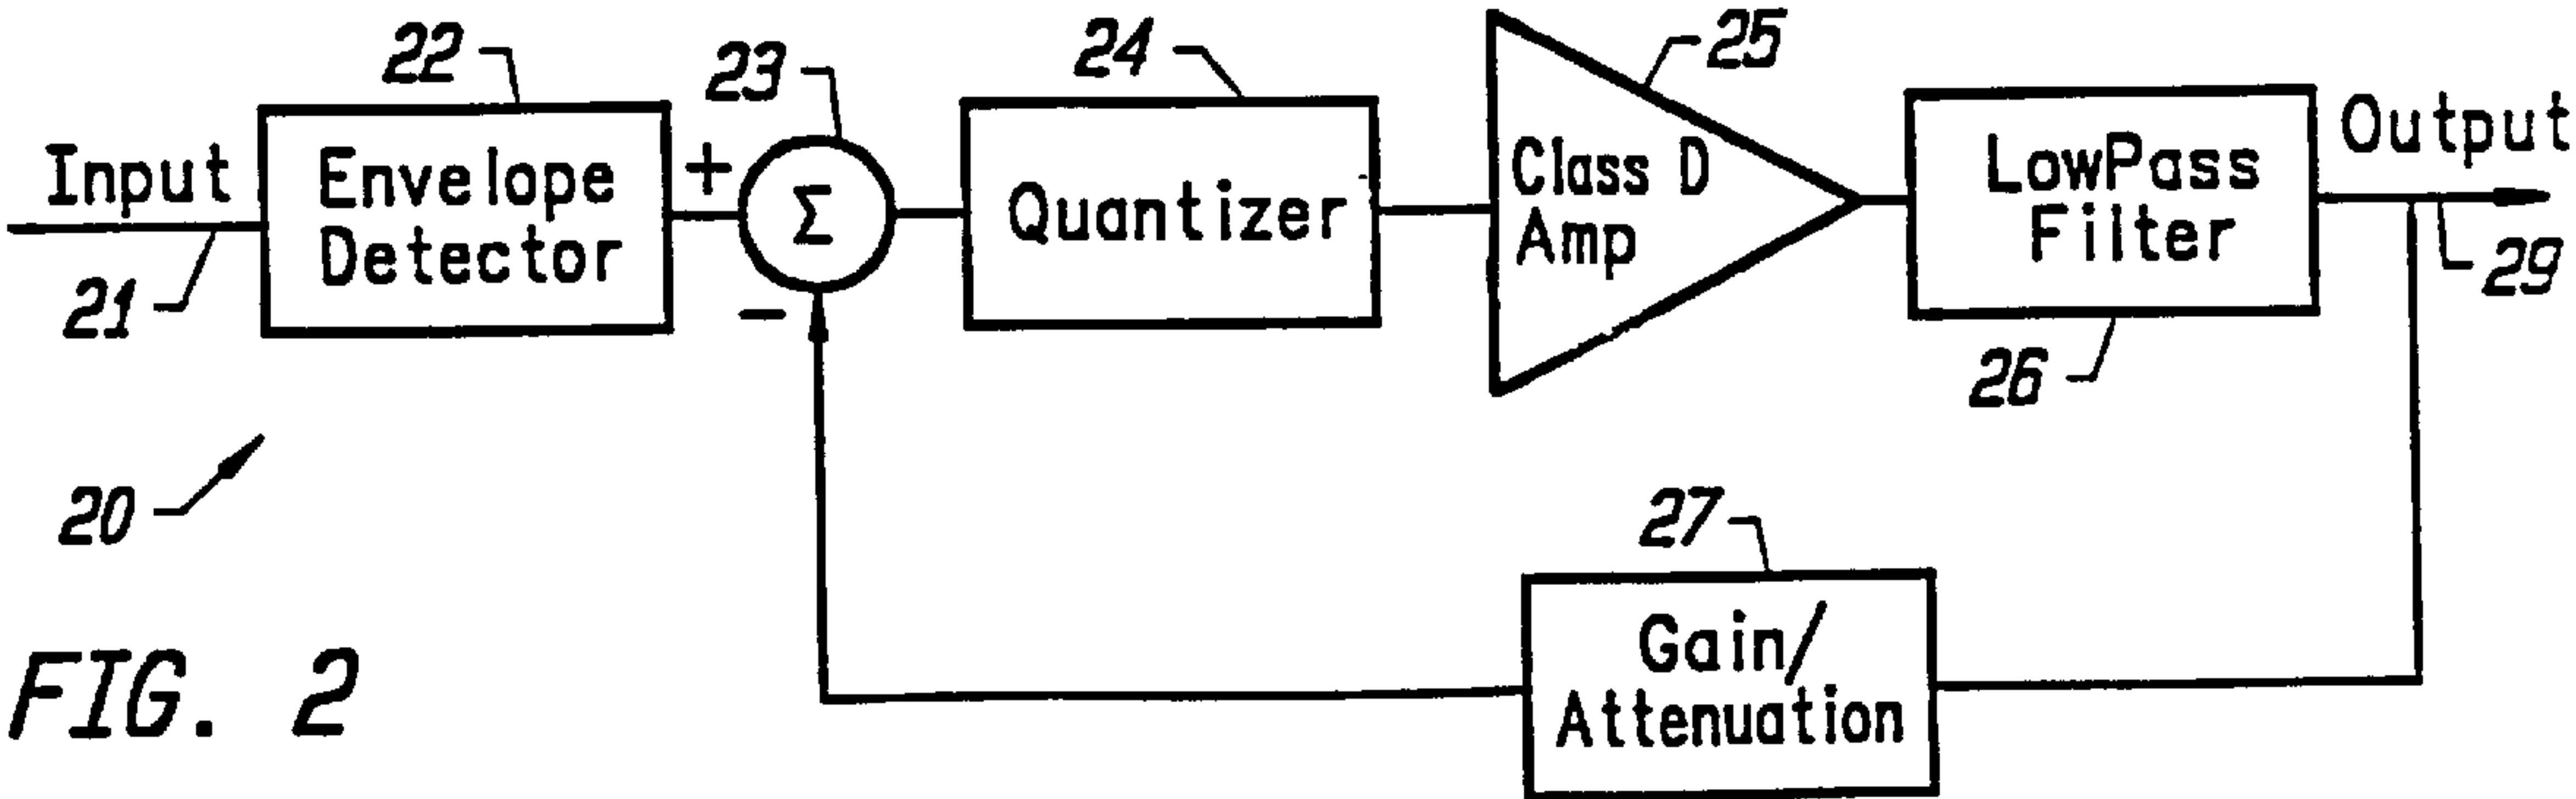 22
23
24
25
Input
Envelope
Detector
+
Σ
-
Quantizer
Class D
Amp
LowPass
Filter
Output
21
26
29
20
27
Gain/
Attenuation
FIG. 2